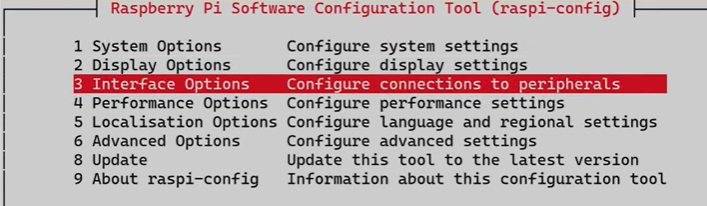 Raspberry Pi Software Configuration Tool (raspi-config)
1 System Options Configure system settings
2 Display Options Configure display settings
3 Interface Options Configure connections to peripherals
4 Performance Options Configure performance settings
5 Localisation Options Configure language and regional settings
6 Advanced Options Configure advanced settings
8 Update Update this tool to the latest version
9 About raspi-config Information about this configuration tool